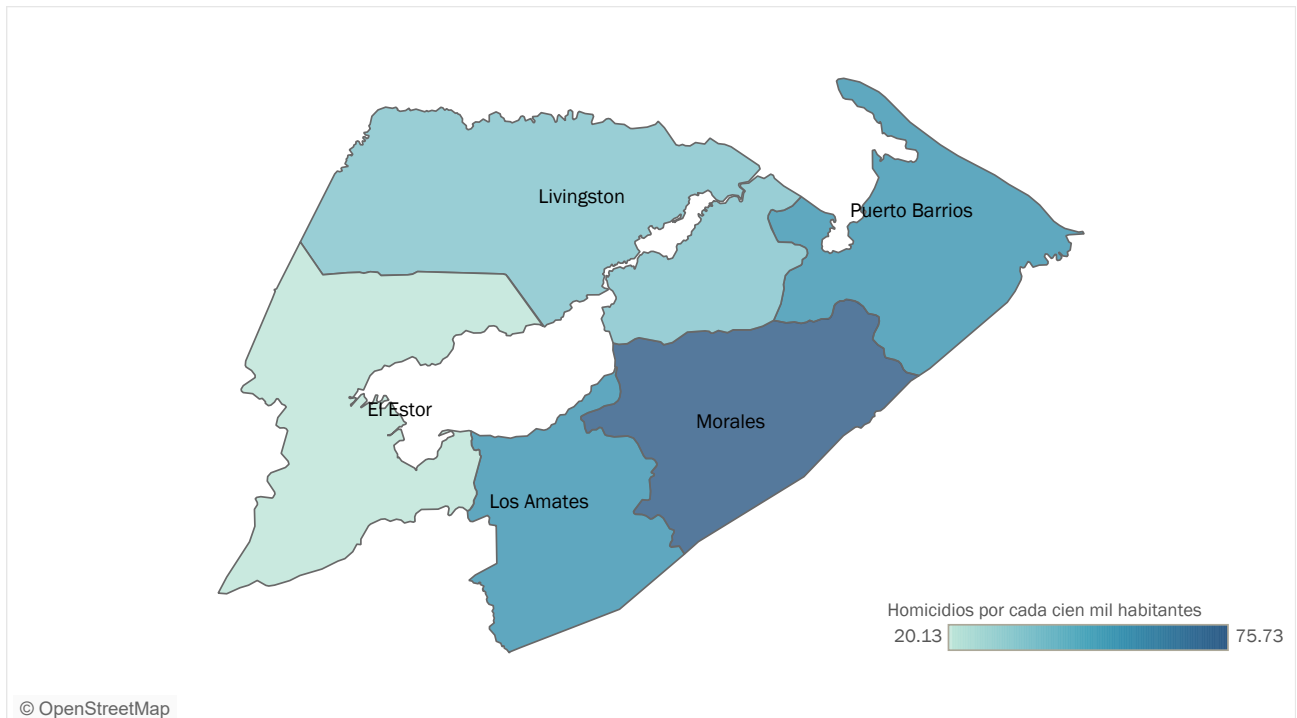 Livingston
Puerto Barrios
El Estor
Morales
Los Amates
Homicidios por cada cien mil habitantes
20.13
75.73
© OpenStreetMap